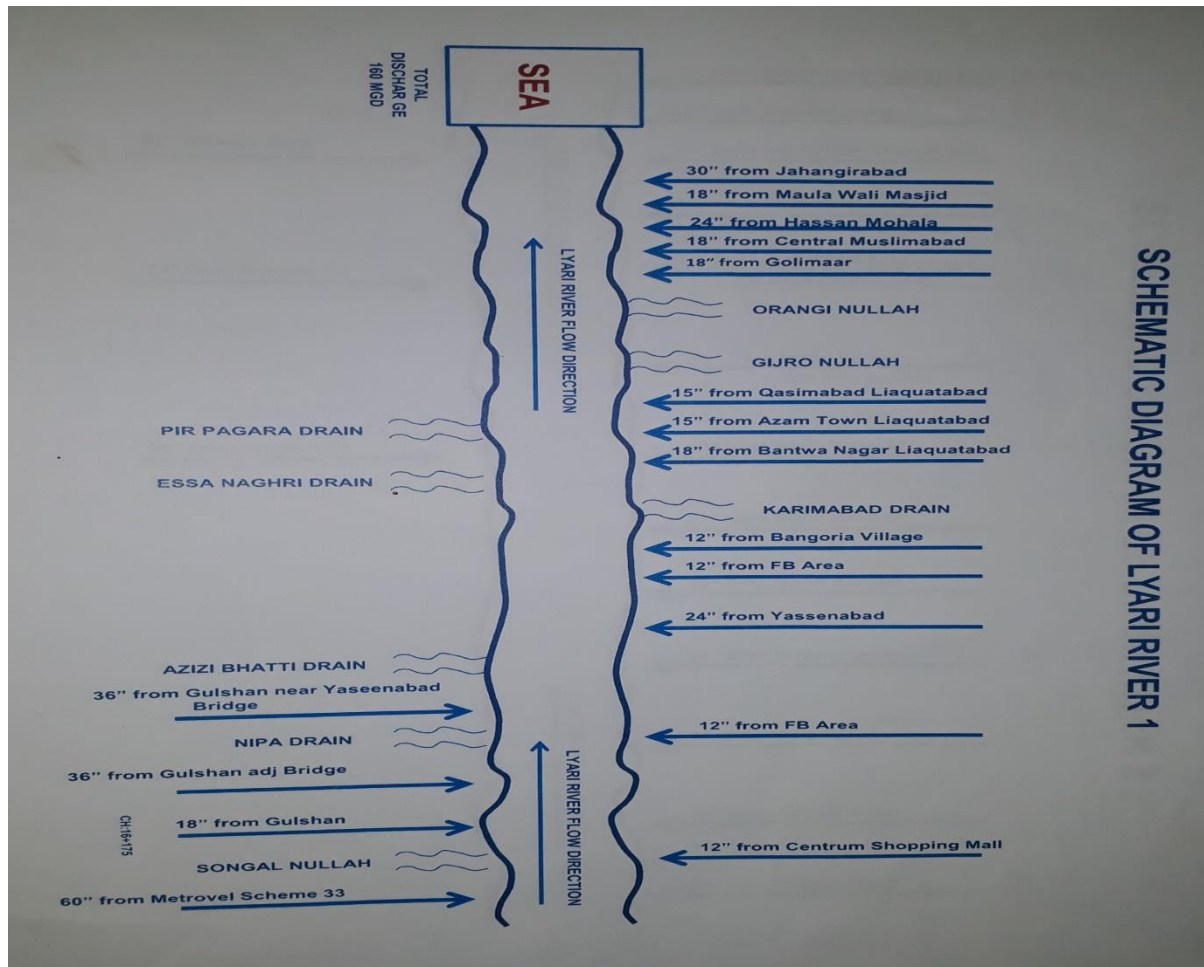 SCHEMATIC DIAGRAM OF LYARI RIVER 1
SEA
TOTAL
DISCHAR GE
160 MGD
30” from Jahangirabad
18” from Maula Wali Masjid
24” from Hassan Mohala
18” from Central Muslimabad
18” from Golimaar
LYARI RIVER FLOW DIRECTION
ORANGI NULLAH
GIJRO NULLAH
15” from Qasimabad Liaquatabad
15” from Azam Town Liaquatabad
18” from Bantwa Nagar Liaquatabad
PIR PAGARA DRAIN
ESSA NAGHRI DRAIN
KARIMABAD DRAIN
12” from Bangoria Village
12” from FB Area
24” from Yassenabad
AZIZI BHATTI DRAIN
36” from Gulshan near Yaseenabad
Bridge
12” from FB Area
NIPA DRAIN
36” from Gulshan adj Bridge
LYARI RIVER FLOW DIRECTION
18” from Gulshan
CH:16+175
12” from Centrum Shopping Mall
SONGAL NULLAH
60” from Metrovel Scheme 33